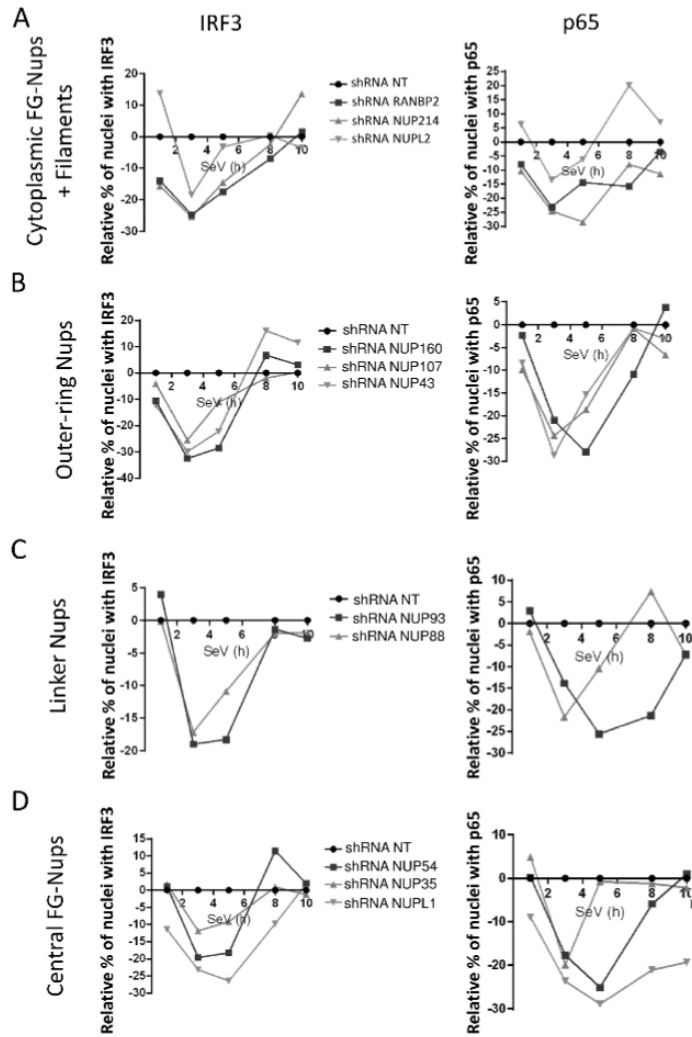 A
IRF3
p65
Cytoplasmic FG-Nups
+ Filaments
Relative % of nuclei with IRF3
20
10
0
-10
-20
-30
2
4
6
8
10
SeV (h)
shRNA NT
shRNA RANBP2
shRNA NUP214
shRNA NUPL2
Relative % of nuclei with p65
25
20
15
10
5
0
-5
-10
-15
-20
-25
-30
2
4
6
8
10
SeV (h)
B
Outer-ring Nups
Relative % of nuclei with IRF3
20
10
0
-10
-20
-30
-40
2
4
6
8
10
SeV (h)
shRNA NT
shRNA NUP160
shRNA NUP107
shRNA NUP43
Relative % of nuclei with p65
5
0
-5
-10
-15
-20
-25
-30
2
4
6
8
10
SeV (h)
C
Linker Nups
Relative % of nuclei with IRF3
5
0
-5
-10
-15
-20
2
4
6
8
10
SeV (h)
shRNA NT
shRNA NUP93
shRNA NUP88
Relative % of nuclei with p65
10
5
0
-5
-10
-15
-20
-25
-30
2
4
6
8
10
SeV (h)
D
Central FG-Nups
Relative % of nuclei with IRF3
15
10
5
0
-5
-10
-15
-20
-25
-30
2
4
6
8
10
SeV (h)
shRNA NT
shRNA NUP54
shRNA NUP35
shRNA NUPL1
Relative % of nuclei with p65
10
0
-10
-20
-30
2
4
6
8
10
SeV (h)